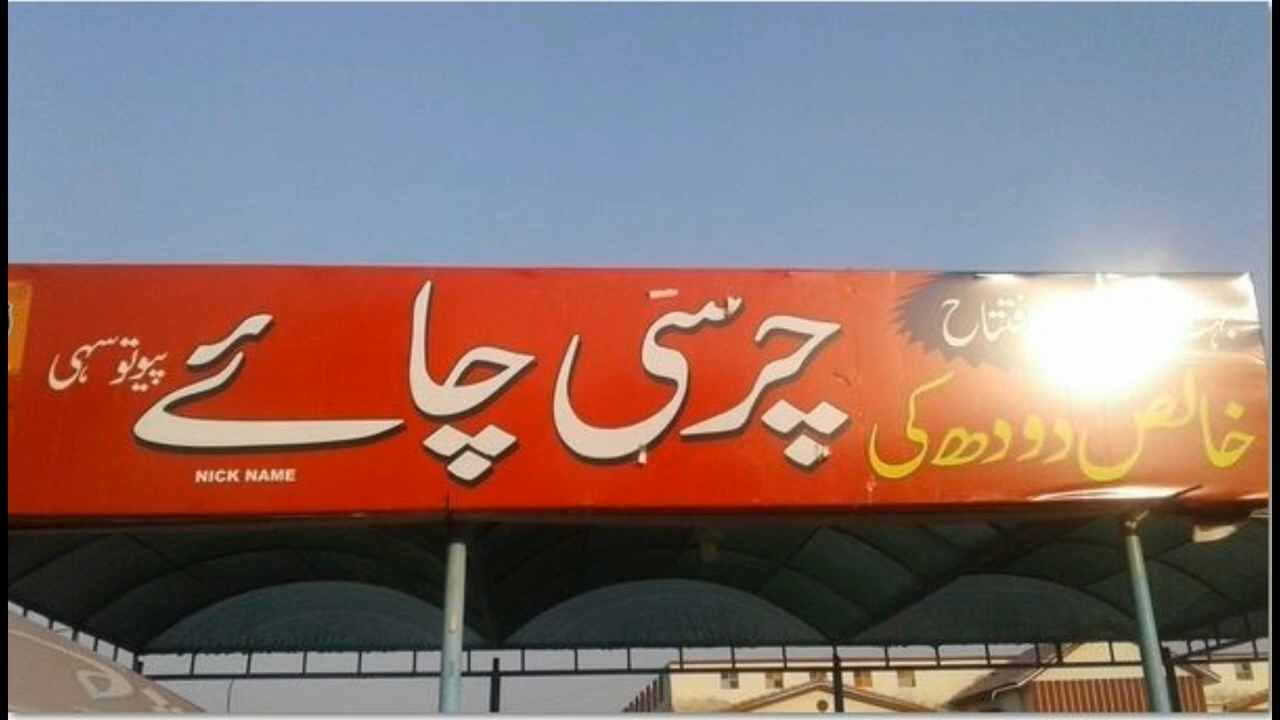 افتتاح
خالص دودھ کی
چرسی چائے
پیو تو سہی
NICK NAME